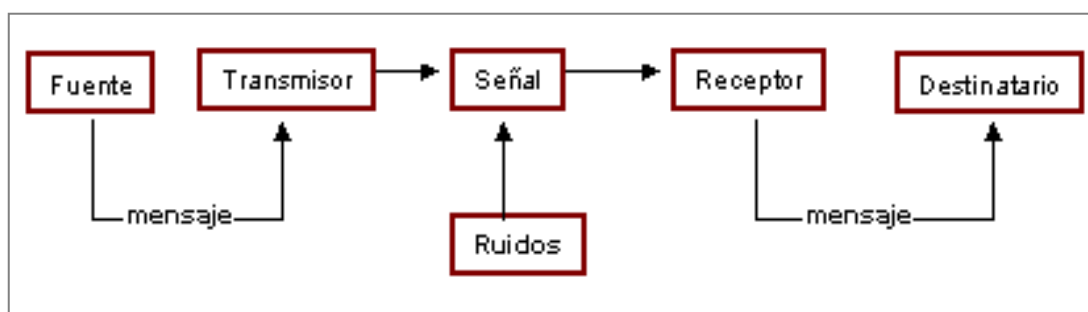 Fuente
Transmisor
Señal
Receptor
Destinatario
mensaje
mensaje
Ruidos